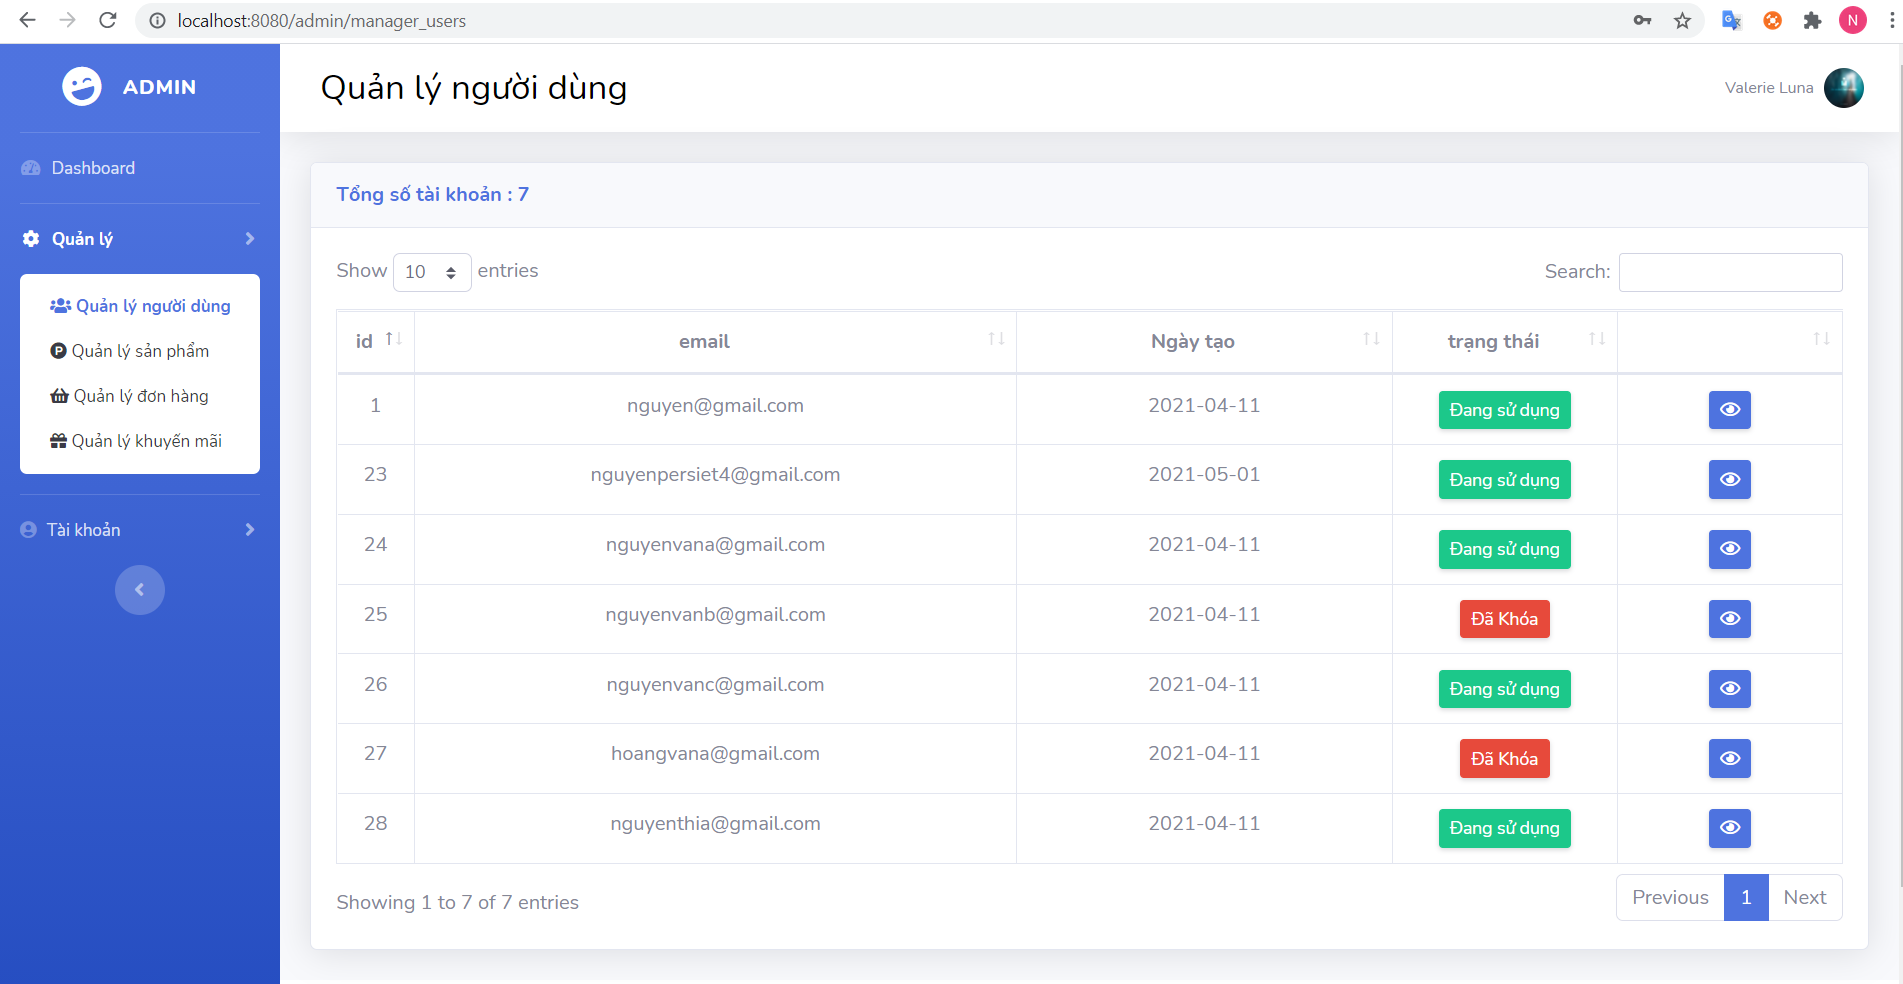 localhost:8080/admin/manager_users
N
ADMIN
Quản lý người dùng
Valerie Luna
Dashboard
Tổng số tài khoản : 7
Quản lý
Show 10 entries
Search:
Quản lý người dùng
Quản lý sản phẩm
Quản lý đơn hàng
Quản lý khuyến mãi
Tài khoản
id email Ngày tạo trạng thái
1 nguyen@gmail.com 2021-04-11 Đang sử dụng
23 nguyenpersiet4@gmail.com 2021-05-01 Đang sử dụng
24 nguyenvana@gmail.com 2021-04-11 Đang sử dụng
25 nguyenvanb@gmail.com 2021-04-11 Đã Khóa
26 nguyenvanc@gmail.com 2021-04-11 Đang sử dụng
27 hoangvana@gmail.com 2021-04-11 Đã Khóa
28 nguyenthia@gmail.com 2021-04-11 Đang sử dụng
Showing 1 to 7 of 7 entries
Previous 1 Next